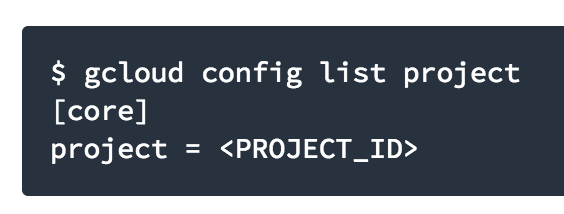 $ gcloud config list project
[core]
project = <PROJECT_ID>